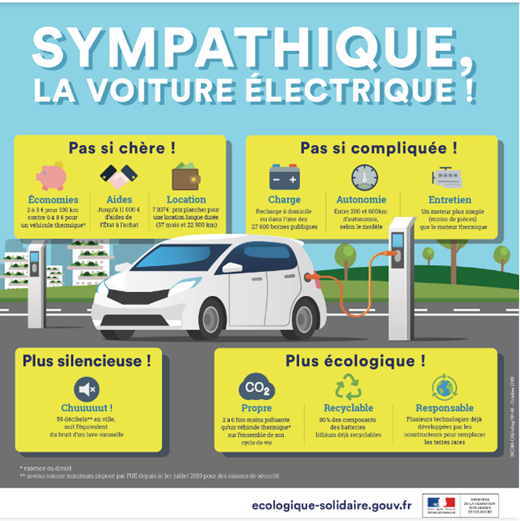 SYMPATHIQUE,
LA VOITURE ÉLECTRIQUE !
Pas si chère !
Économies
2 à 3 € pour 100 km
contre 6 à 8 € pour
un véhicule thermique*
Aides
Jusqu'à 11 000 €
d'aides de
l'État à l'achat
Location
prix plancher pour
une location longue durée
(37 mois et 22 500 km)
Pas si compliquée !
Charge
Recharge à domicile
ou dans l'une des
27 600 bornes publiques
Autonomie
Entre 200 et 600km
d'autonomie,
selon le modèle
Entretien
Un moteur plus simple
(moins de pièces)
que le moteur thermique
Plus silencieuse !
Chuuuuut !
56 décibels** en ville,
soit l'équivalent
du bruit d'un lave-vaisselle
Plus écologique !
CO2
Propre
2 à 6 fois moins polluante
qu'un véhicule thermique*
sur l'ensemble de son
cycle de vie
Recyclable
80% des composants
des batteries
lithium déjà recyclables
Responsable
Plusieurs technologies déjà
développées par les
constructeurs pour remplacer
les terres rares
* essence ou diesel
** niveau sonore minimum imposé par l'UE depuis le 1er juillet 2019 pour des raisons de sécurité
ecologique-solidaire.gouv.fr
MINISTÈRE
DE LA TRANSITION
ÉCOLOGIQUE
ET SOLIDAIRE